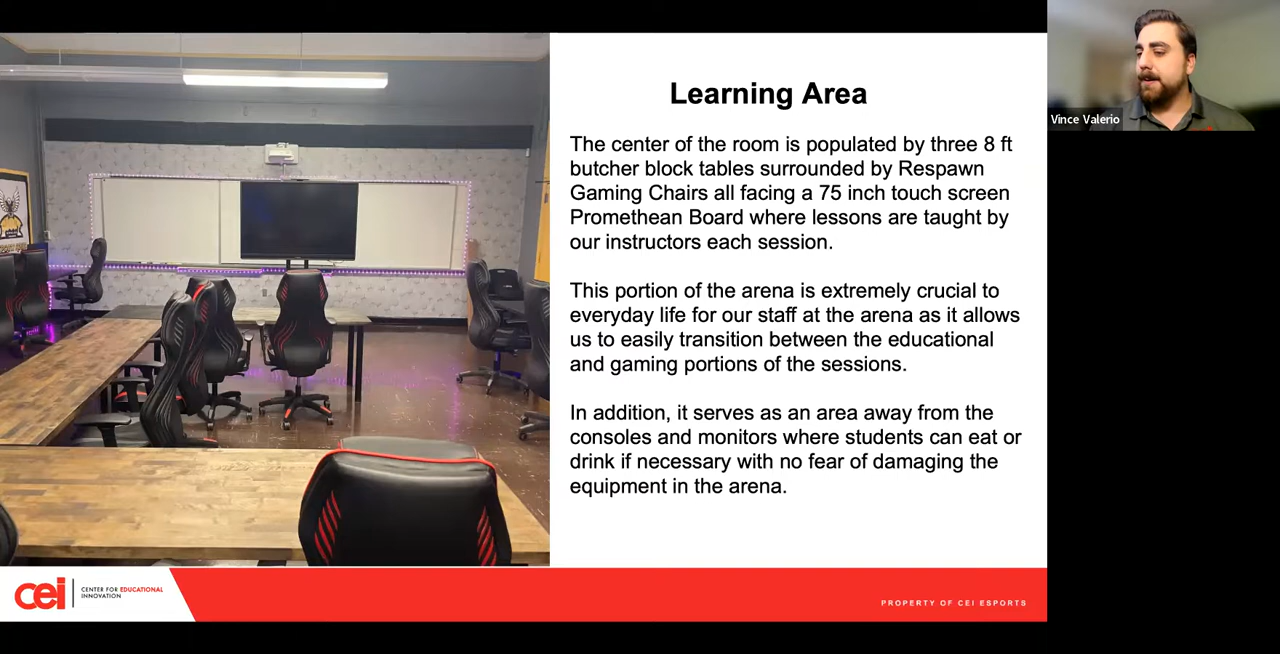 Learning Area
The center of the room is populated by three 8 ft
butcher block tables surrounded by Respawn
Gaming Chairs all facing a 75 inch touch screen
Promethean Board where lessons are taught by
our instructors each session.
This portion of the arena is extremely crucial to
everyday life for our staff at the arena as it allows
us to easily transition between the educational
and gaming portions of the sessions.
In addition, it serves as an area away from the
consoles and monitors where students can eat or
drink if necessary with no fear of damaging the
equipment in the arena.
Vince Valerio
cei
CENTER FOR EDUCATIONAL
INNOVATION
PROPERTY OF CEI ESPORTS